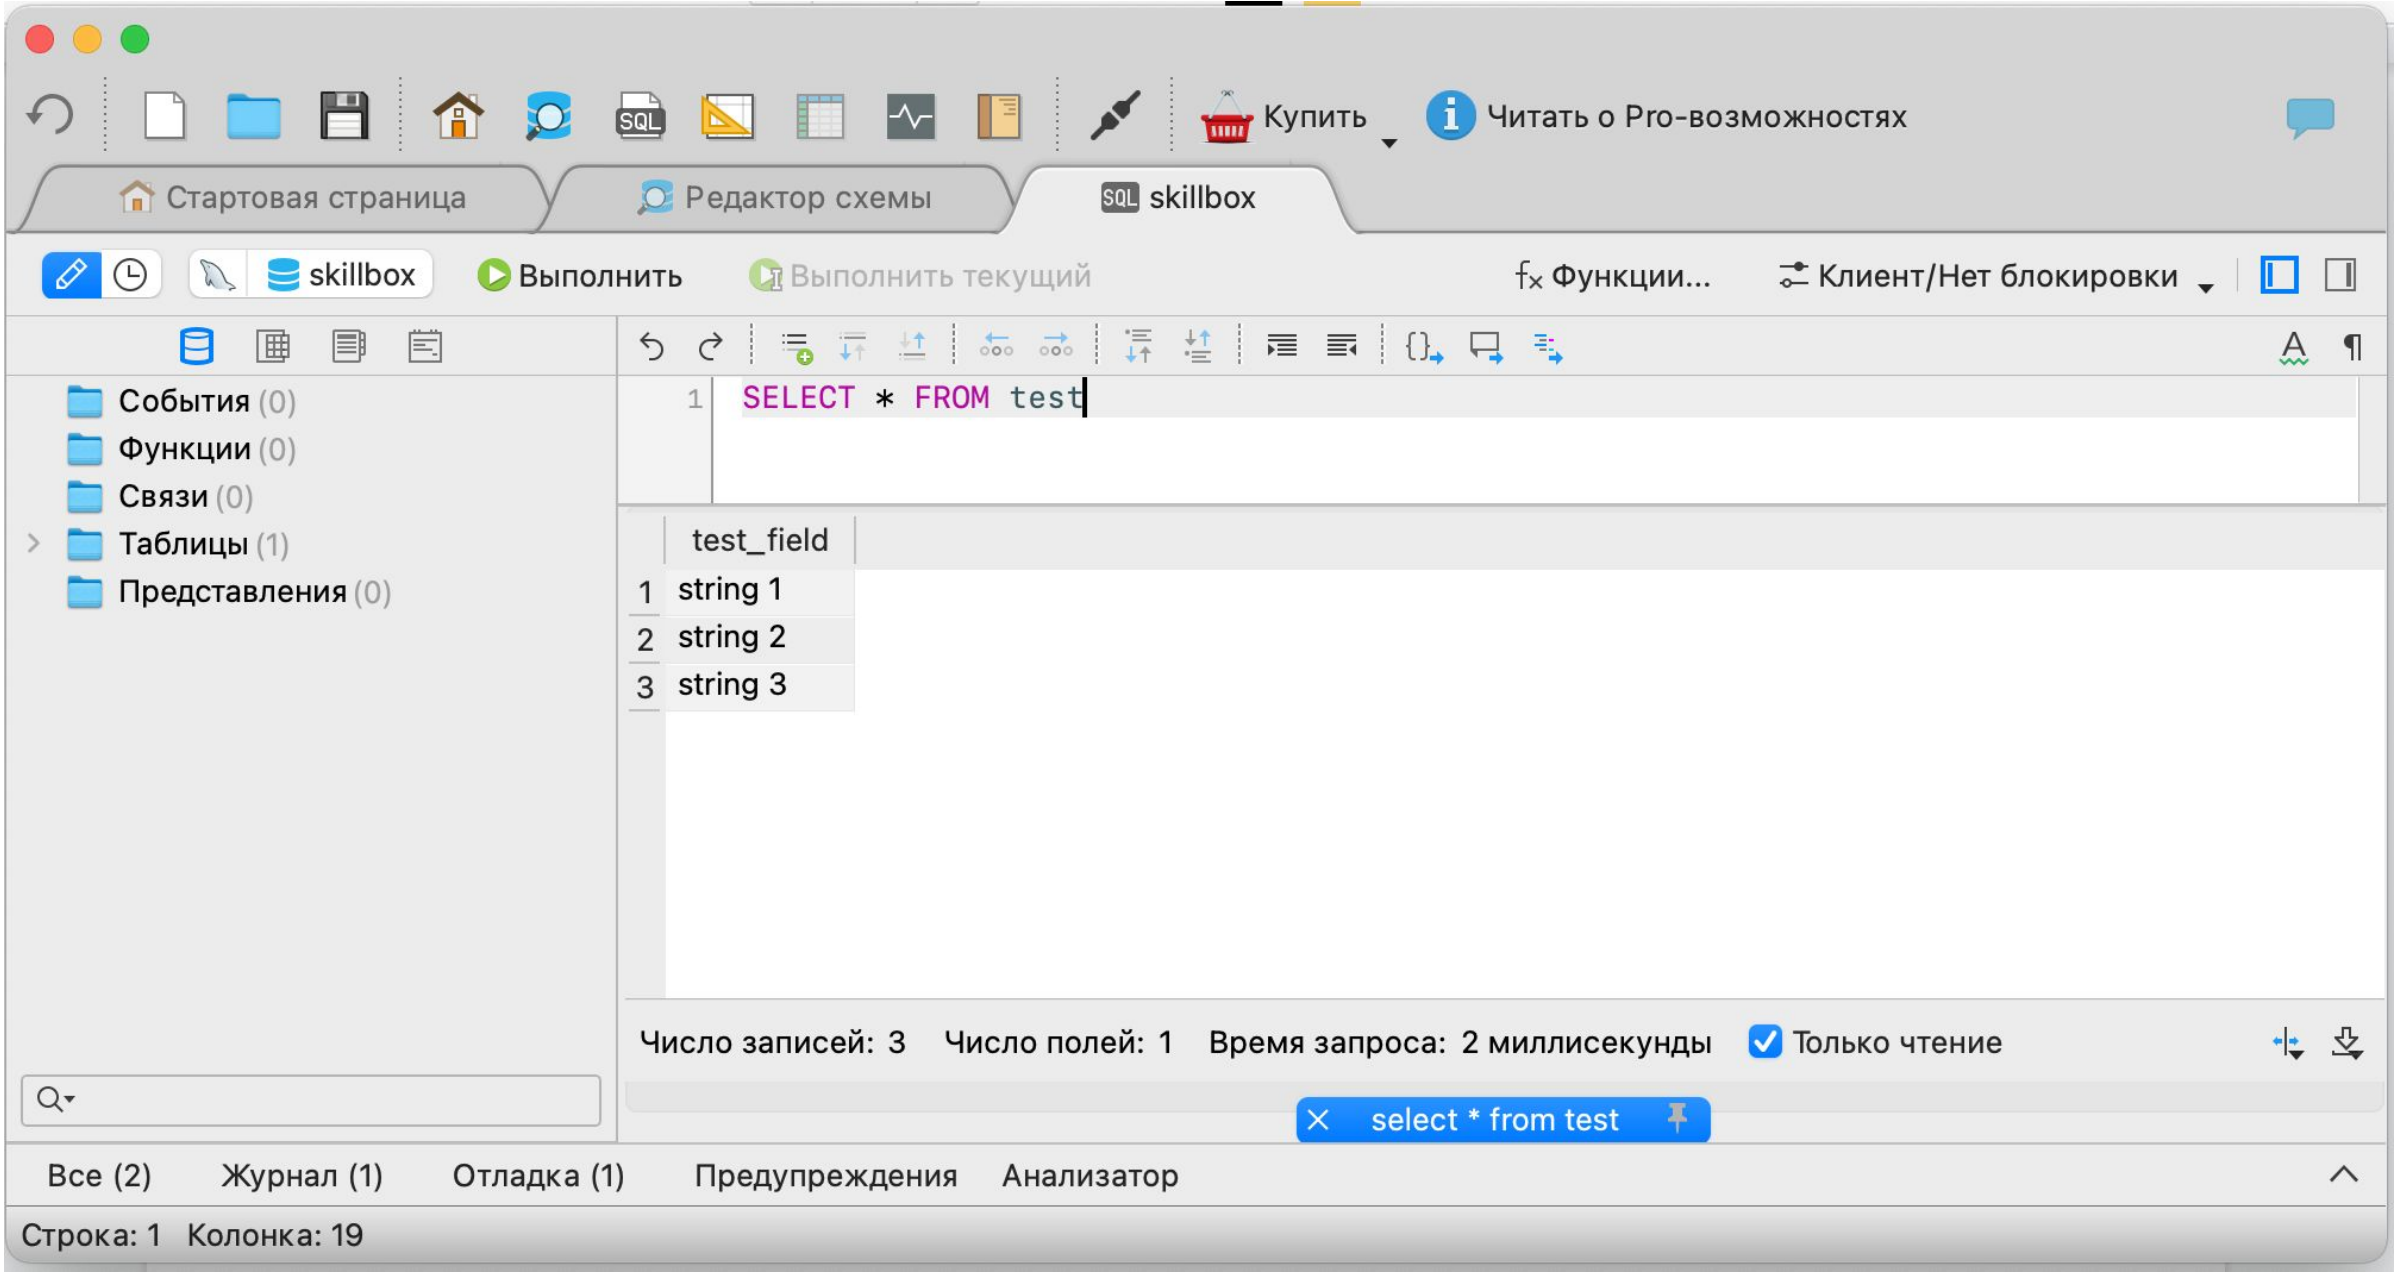 SQL Купить Читать о Pro-возможностях
Стартовая страница Редактор схемы SQL skillbox
skillbox Выполнить Выполнить текущий fx Функции... Клиент/Нет блокировки
События (0)
Функции (0)
Связи (0)
Таблицы (1)
Представления (0)
1 SELECT * FROM test
test_field
1 string 1
2 string 2
3 string 3
Число записей: 3 Число полей: 1 Время запроса: 2 миллисекунды Только чтение
select * from test
Все (2) Журнал (1) Отладка (1) Предупреждения Анализатор
Строка: 1 Колонка: 19